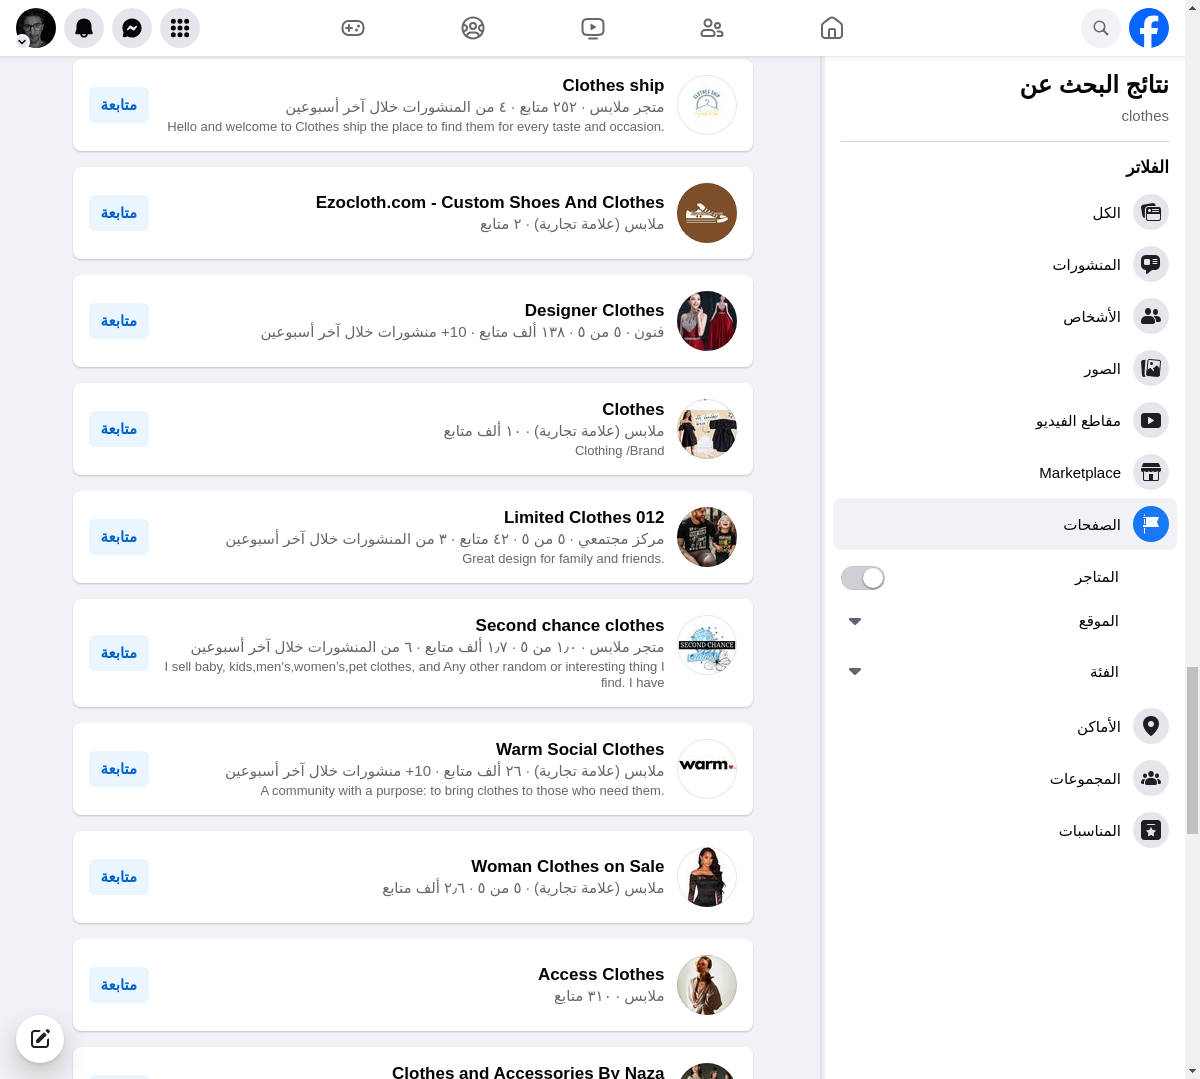 نتائج البحث عن
clothes
الفلاتر
الكل
المنشورات
الأشخاص
الصور
مقاطع الفيديو
Marketplace
الصفحات
المتاجر
الموقع
الفئة
الأماكن
المجموعات
المناسبات
Clothes ship
متجر ملابس · ٢٥٢ متابع · ٤ من المنشورات خلال آخر أسبوعين
Hello and welcome to Clothes ship the place to find them for every taste and occasion.
متابعة
Ezocloth.com - Custom Shoes And Clothes
ملابس (علامة تجارية) · ٢ متابع
متابعة
Designer Clothes
فنون · ٥ من ٥ · ١٣٨ ألف متابع · 10+ منشورات خلال آخر أسبوعين
متابعة
Clothes
ملابس (علامة تجارية) · ١٠ ألف متابع
Clothing /Brand
متابعة
Limited Clothes 012
مركز مجتمعي · ٥ من ٥ · ٤٢ متابع · ٣ من المنشورات خلال آخر أسبوعين
Great design for family and friends.
متابعة
SECOND CHANCE
Second chance clothes
متجر ملابس · ١٫٠ من ٥ · ١٫٧ ألف متابع · ٦ من المنشورات خلال آخر أسبوعين
I sell baby, kids,men's,women's,pet clothes, and Any other random or interesting thing I
find. I have
متابعة
warm.
Warm Social Clothes
ملابس (علامة تجارية) · ٢٦ ألف متابع · 10+ منشورات خلال آخر أسبوعين
A community with a purpose: to bring clothes to those who need them.
متابعة
Woman Clothes on Sale
ملابس (علامة تجارية) · ٥ من ٥ · ٢٫٦ ألف متابع
متابعة
Access Clothes
ملابس · ٣١٠ متابع
متابعة
Clothes and Accessories By Naza